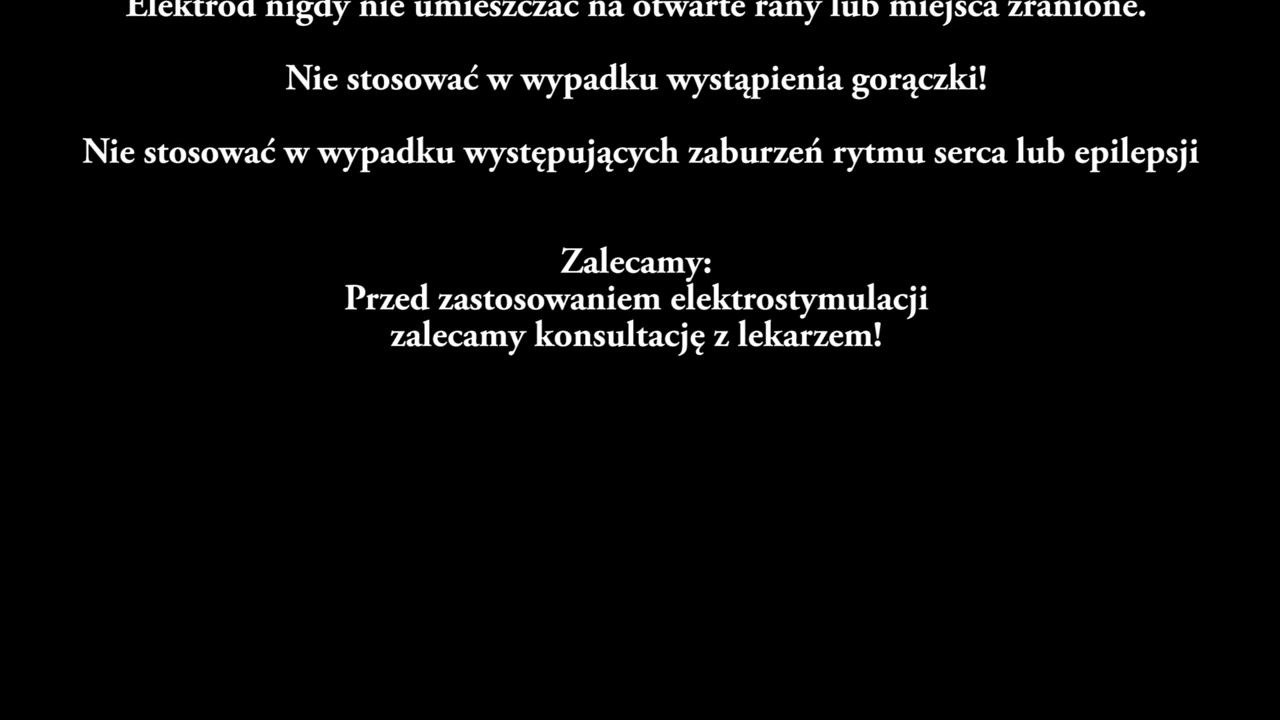 Elektrod nigdy nie umieszczać na otwarte rany lub miejsca zranione.
Nie stosować w wypadku wystąpienia gorączki!
Nie stosować w wypadku występujących zaburzeń rytmu serca lub epilepsji
Zalecamy:
Przed zastosowaniem elektrostymulacji
zalecamy konsultację z lekarzem!